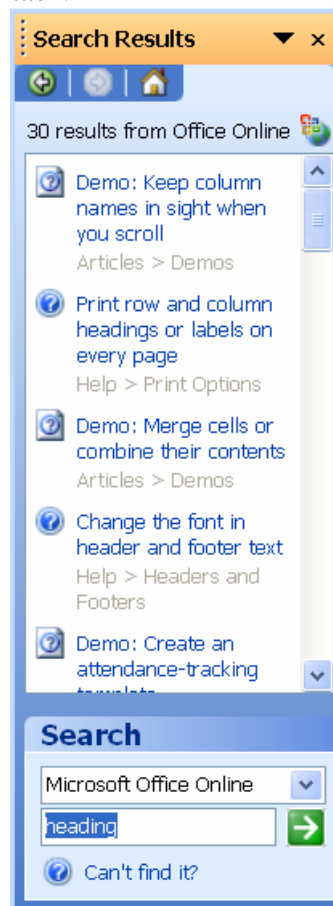 Search Results
30 results from Office Online
Demo: Keep column
names in sight when
you scroll
Articles > Demos
Print row and column
headings or labels on
every page
Help > Print Options
Demo: Merge cells or
combine their contents
Articles > Demos
Change the font in
header and footer text
Help > Headers and
Footers
Demo: Create an
attendance-tracking
Search
Microsoft Office Online
heading
Can't find it?